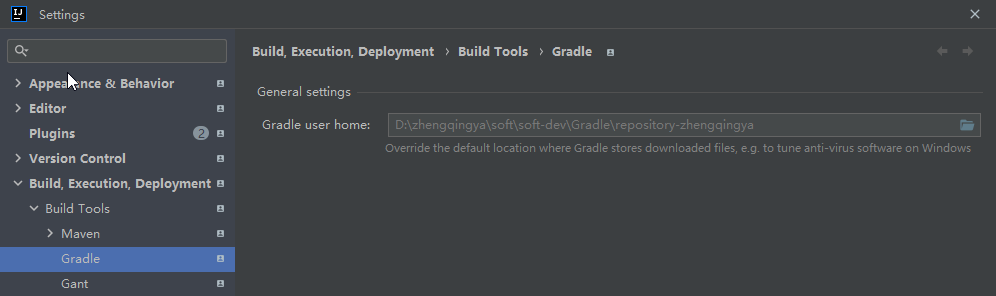 IJ Settings
Build, Execution, Deployment › Build Tools › Gradle
Appearance & Behavior
Editor
Plugins 2
Version Control
Build, Execution, Deployment
Build Tools
Maven
Gradle
Gant
General settings
Gradle user home: D:\zhengqingya\soft\soft-dev\Gradle\repository-zhengqingya
Override the default location where Gradle stores downloaded files, e.g. to tune anti-virus software on Windows